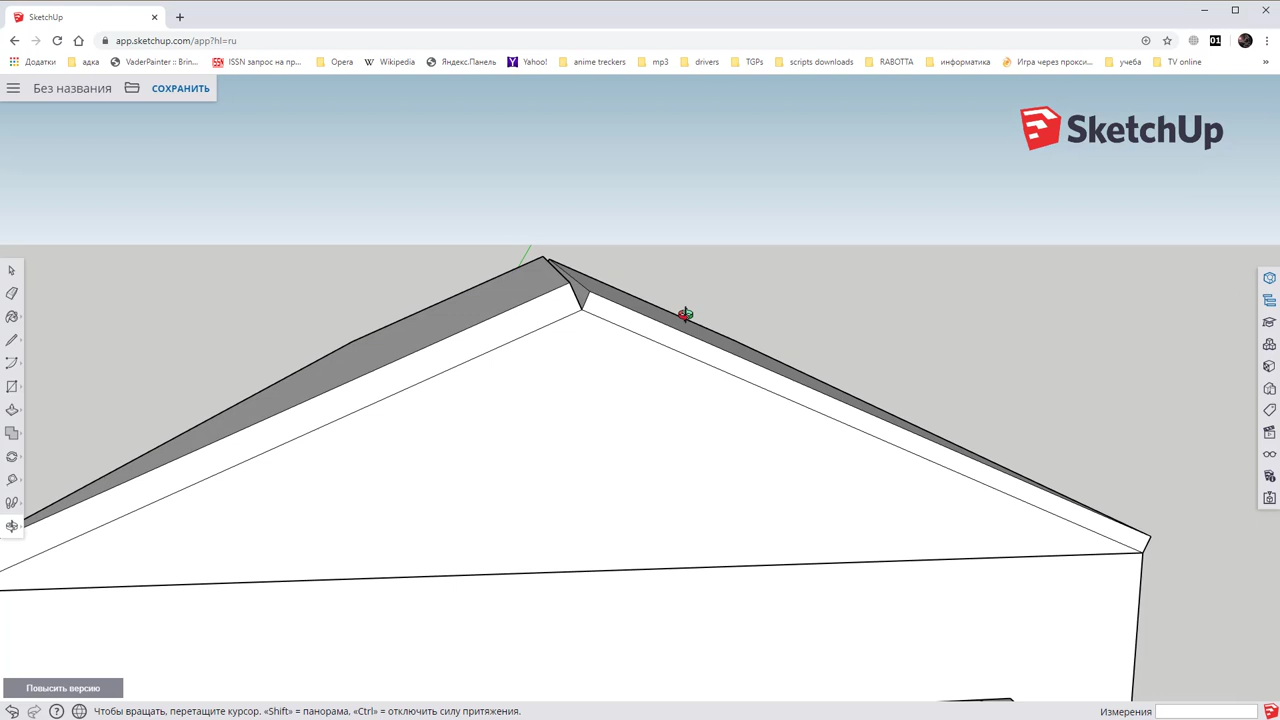 SketchUp
app.sketchup.com/app?hl=ru
01
Додатки адка VaderPainter :: Brin... ISSN запрос на пр... Opera Wikipedia Яндекс.Панель Yahoo! anime treckers mp3 drivers TGPs scripts downloads RABOTTA информатика Игра через прокси... учеба TV online »
Без названия СОХРАНИТЬ
SketchUp
Повысить версию
Чтобы вращать, перетащите курсор. «Shift» = панорама, «Ctrl» = отключить силу притяжения. Измерения